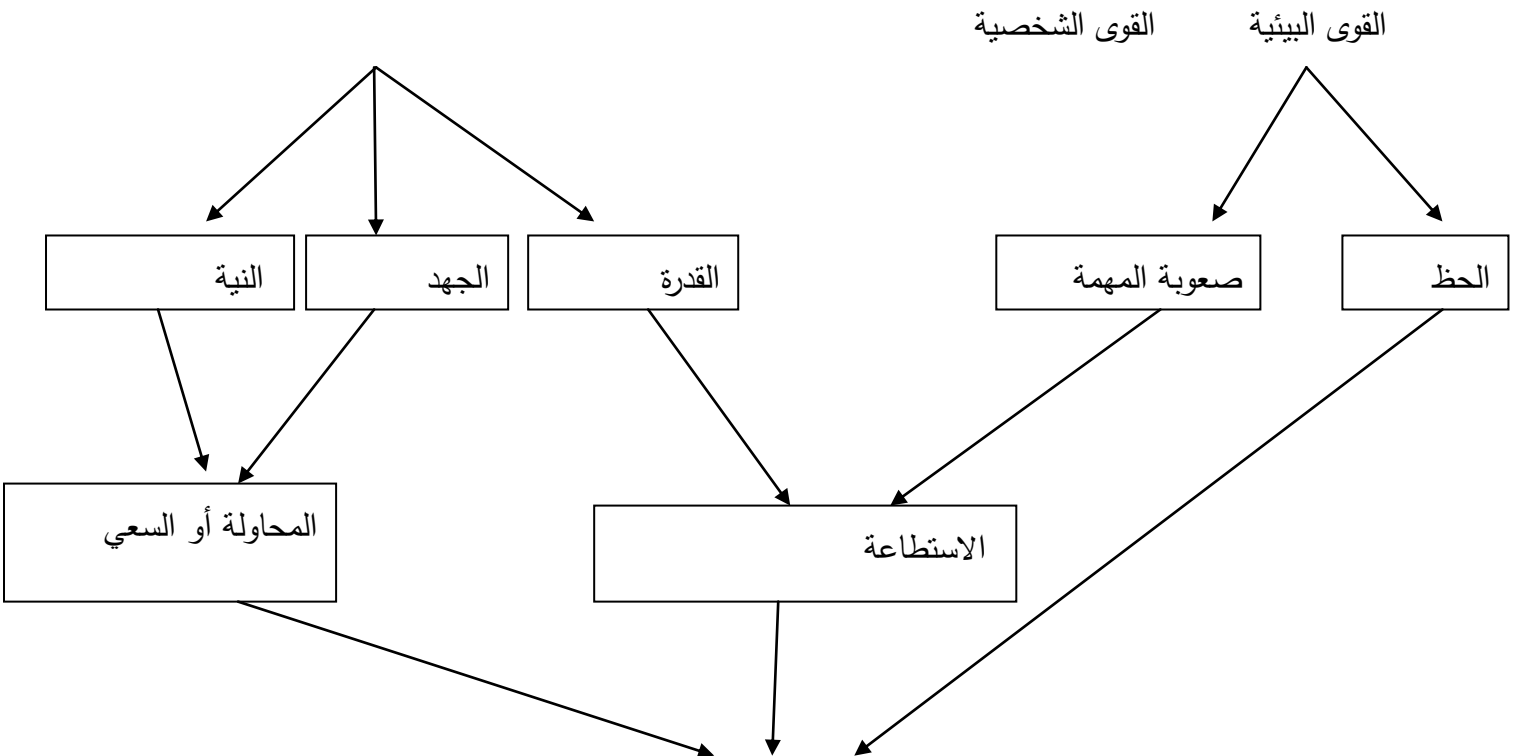 القوى البيئية القوى الشخصية
الحظ
صعوبة المهمة
القدرة
الجهد
النية
الاستطاعة
المحاولة أو السعي